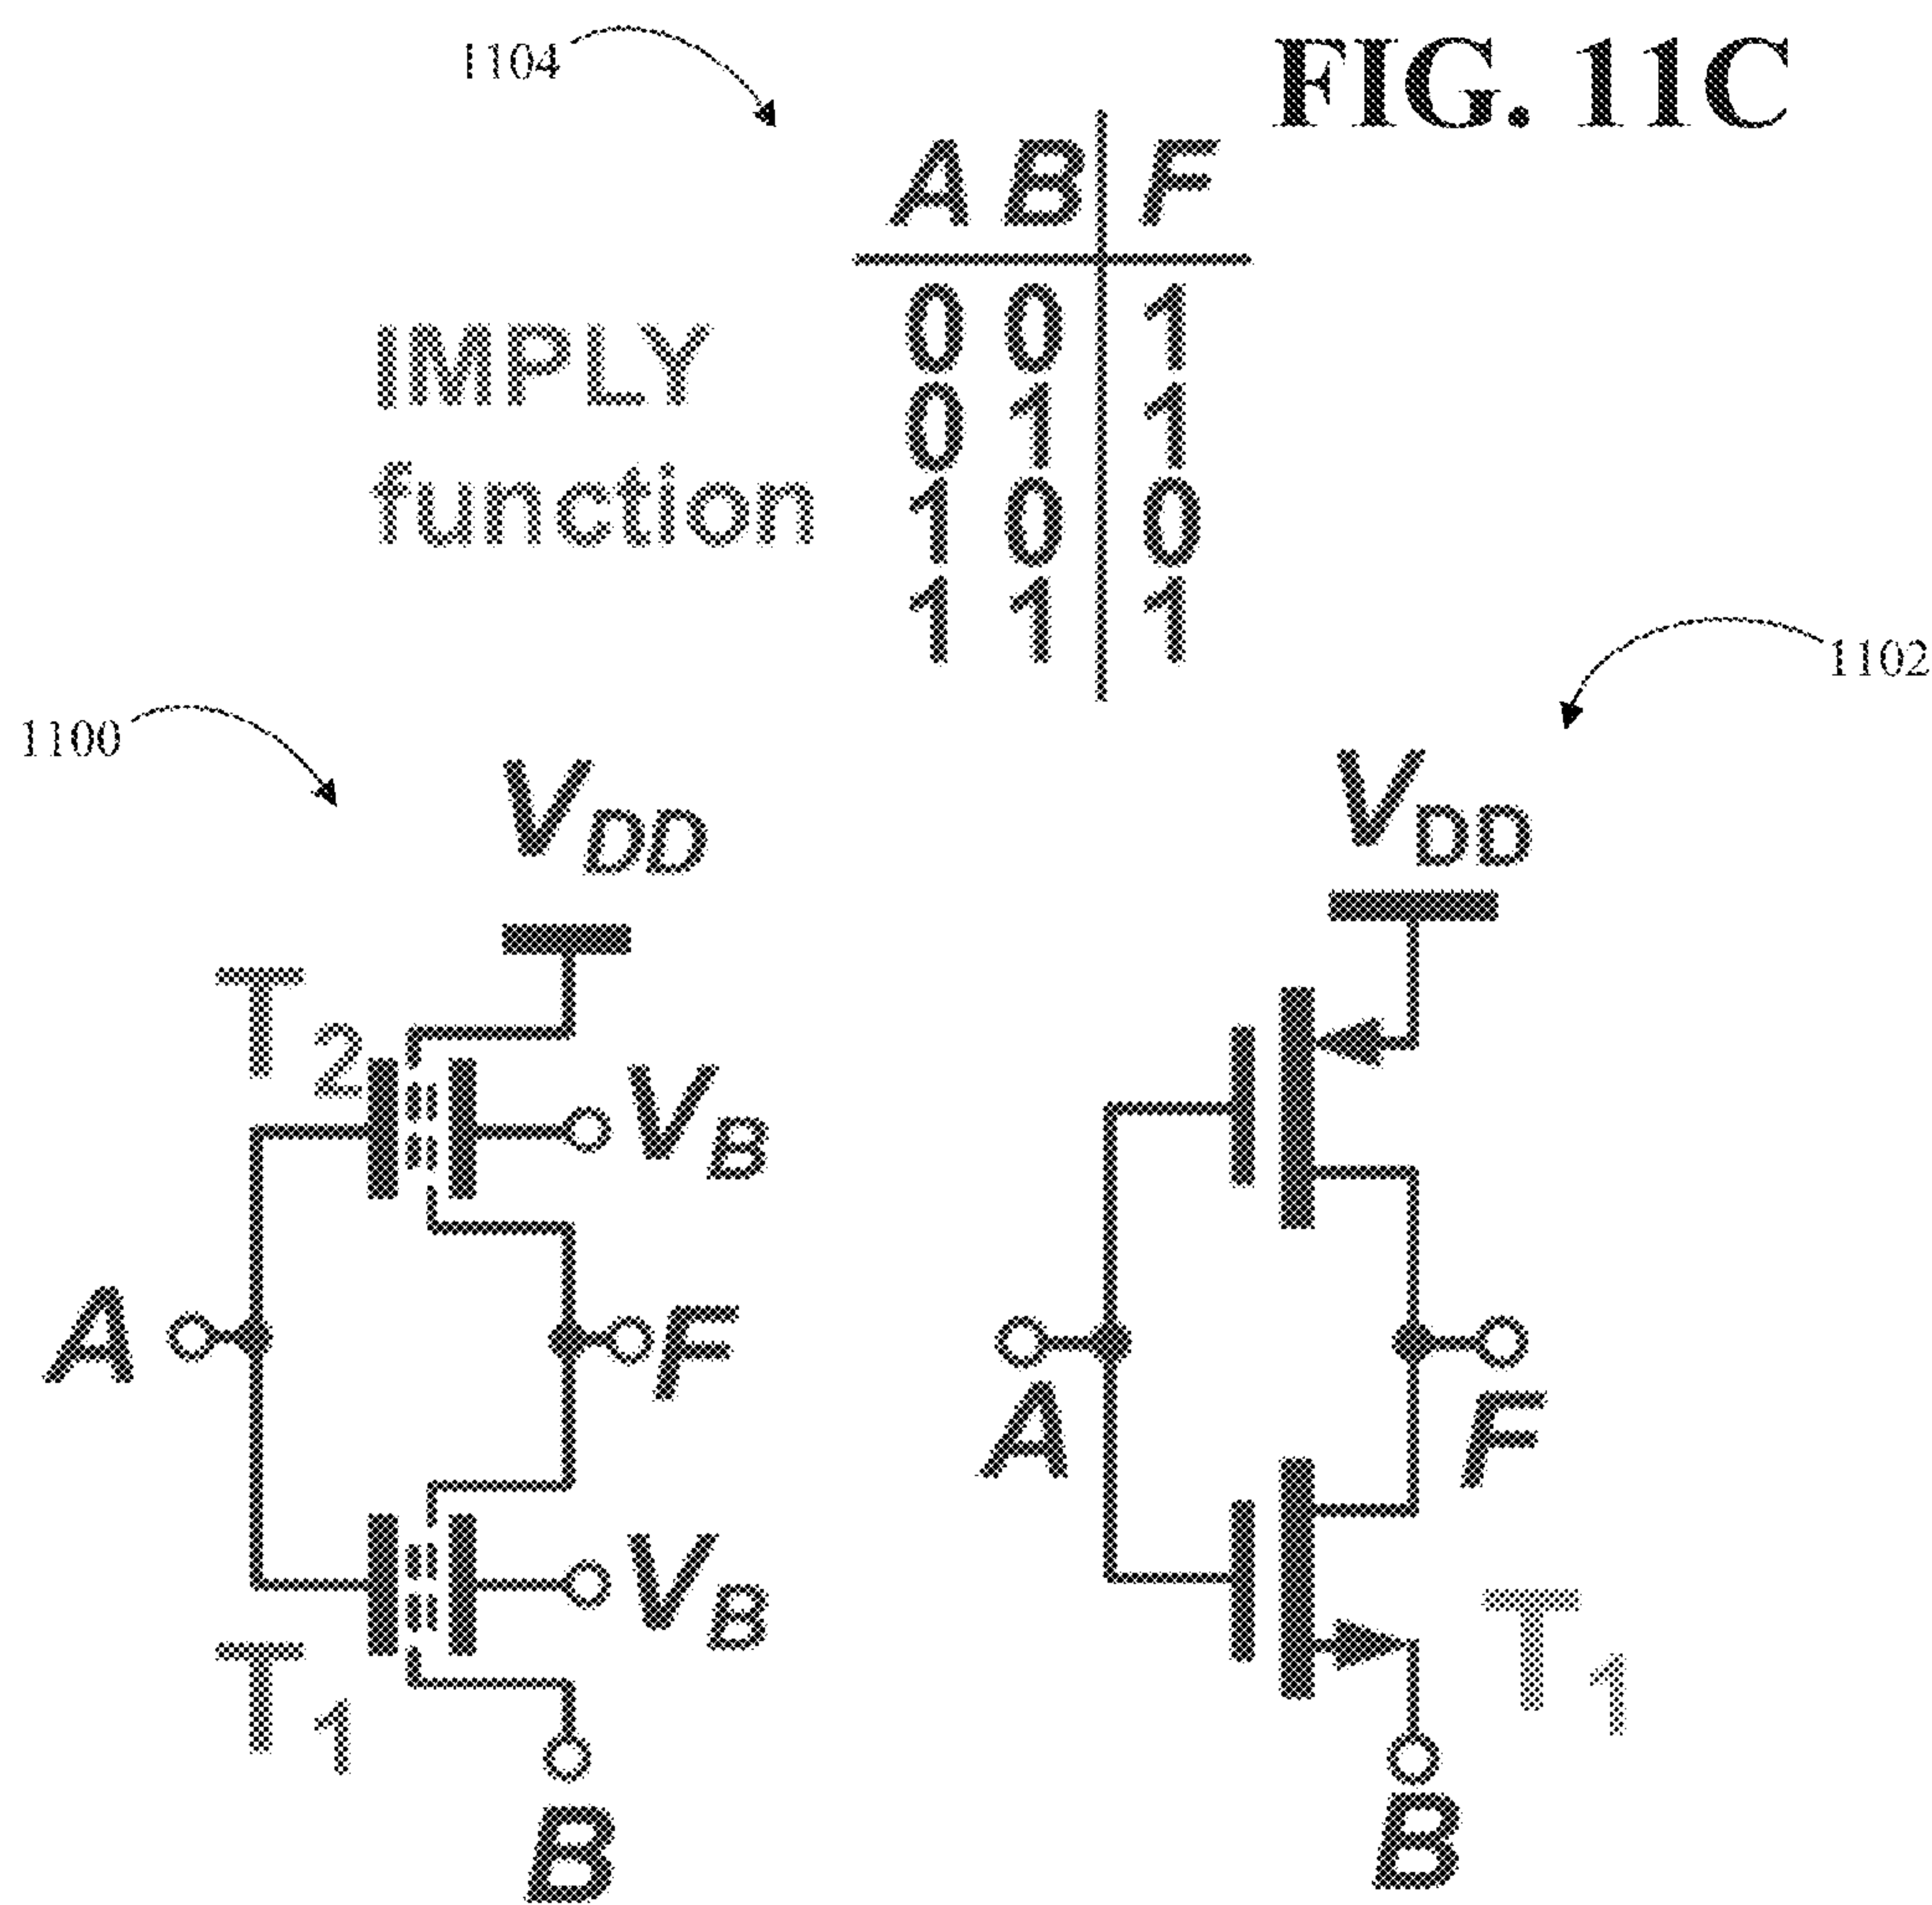 1104
FIG. 11C
A B F
0 0 1
IMPLY
0 1 1
function
1 0 0
1 1 1
1102
1100
VDD
VDD
T2
VB
A
F
A
F
VB
T1
T1
B
B